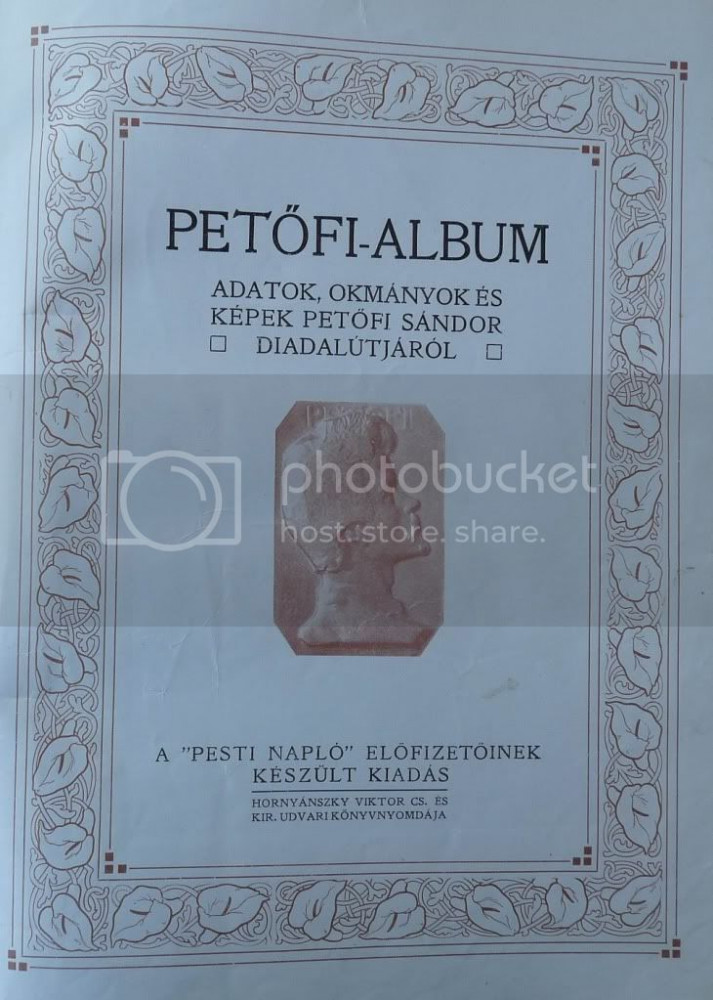 PETŐFI-ALBUM
ADATOK, OKMÁNYOK ÉS
KÉPEK PETŐFI SÁNDOR
DIADALÚTJÁRÓL
PETŐFI
photobucket
host. store. share.
A "PESTI NAPLÓ" ELŐFIZETŐINEK
KÉSZÜLT KIADÁS
HORNYÁNSZKY VIKTOR CS. ÉS
KIR. UDVARI KÖNYVNYOMDÁJA